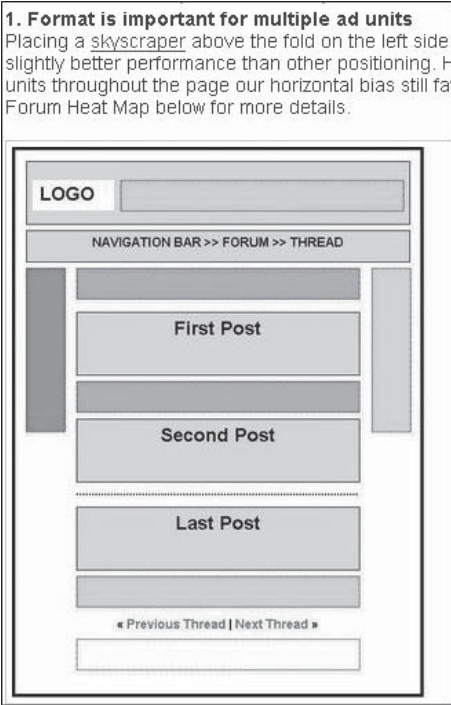 1. Format is important for multiple ad units
Placing a skyscraper above the fold on the left side
slightly better performance than other positioning. H
units throughout the page our horizontal bias still fa
Forum Heat Map below for more details.
LOGO
NAVIGATION BAR >> FORUM >> THREAD
First Post
Second Post
Last Post
« Previous Thread | Next Thread »